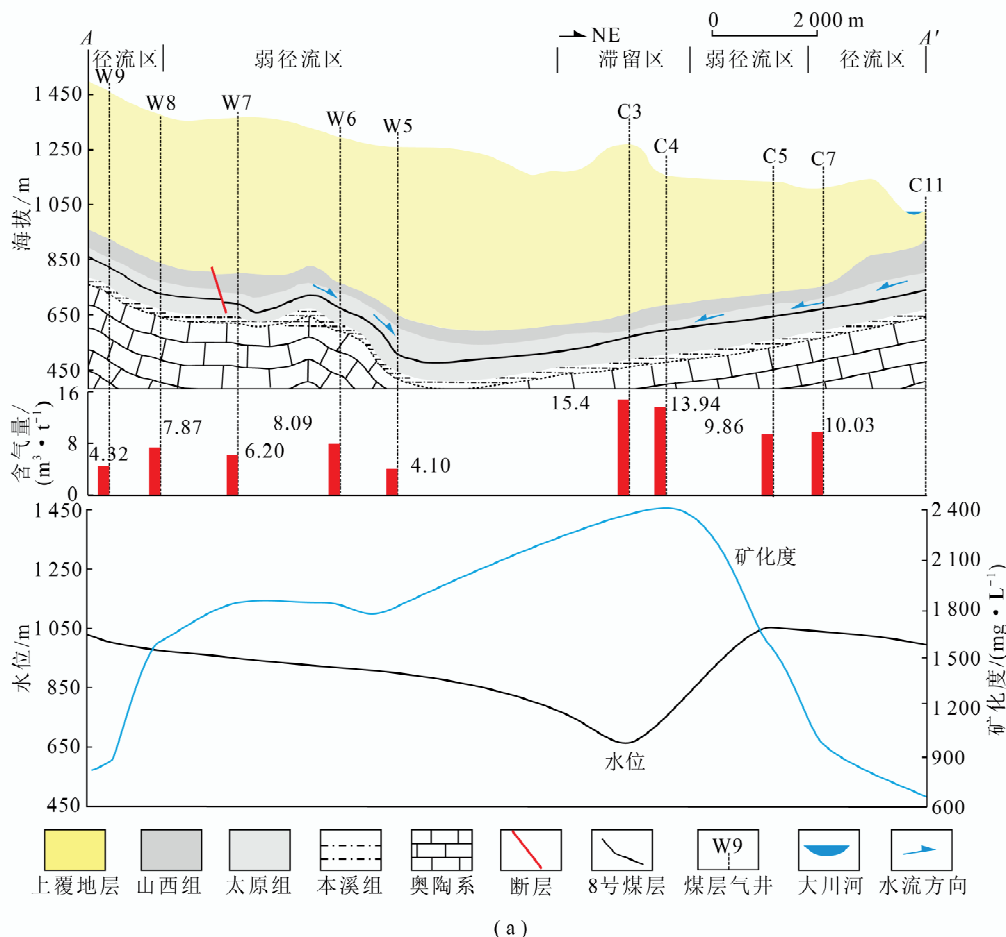 0 2 000 m
A NE A′
径流区 弱径流区 滞留区 弱径流区 径流区
W9
W8 W7 W6 W5 C3 C4 C5 C7 C11
海拔/m
1 450
1 250
1 050
850
650
450
含气量/
(m³·t⁻¹)
16
8
0
4.32 7.87 6.20 8.09 4.10 15.4 13.94 9.86 10.03
水位/m
1 450
1 250
1 050
850
650
450
矿化度
水位
矿化度/(mg·L⁻¹)
2 400
2 100
1 800
1 500
1 200
900
600
W9
上覆地层 山西组 太原组 本溪组 奥陶系 断层 8号煤层 煤层气井 大川河 水流方向
(a)